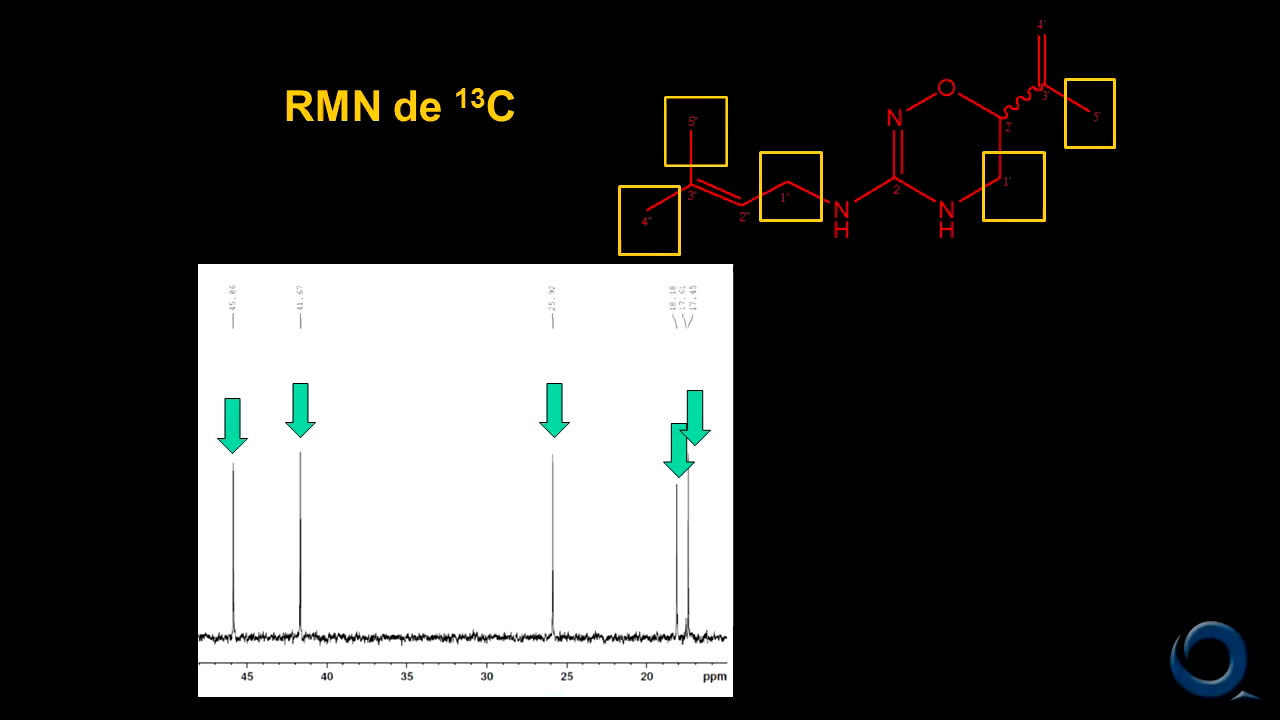 RMN de ¹³C
4'
3'
5'
O
N
2'
5"
3"
4"
2"
1"
N
H
2
N
H
1'
45.86
41.67
25.92
18.18
17.61
17.45
45 40 35 30 25 20 ppm